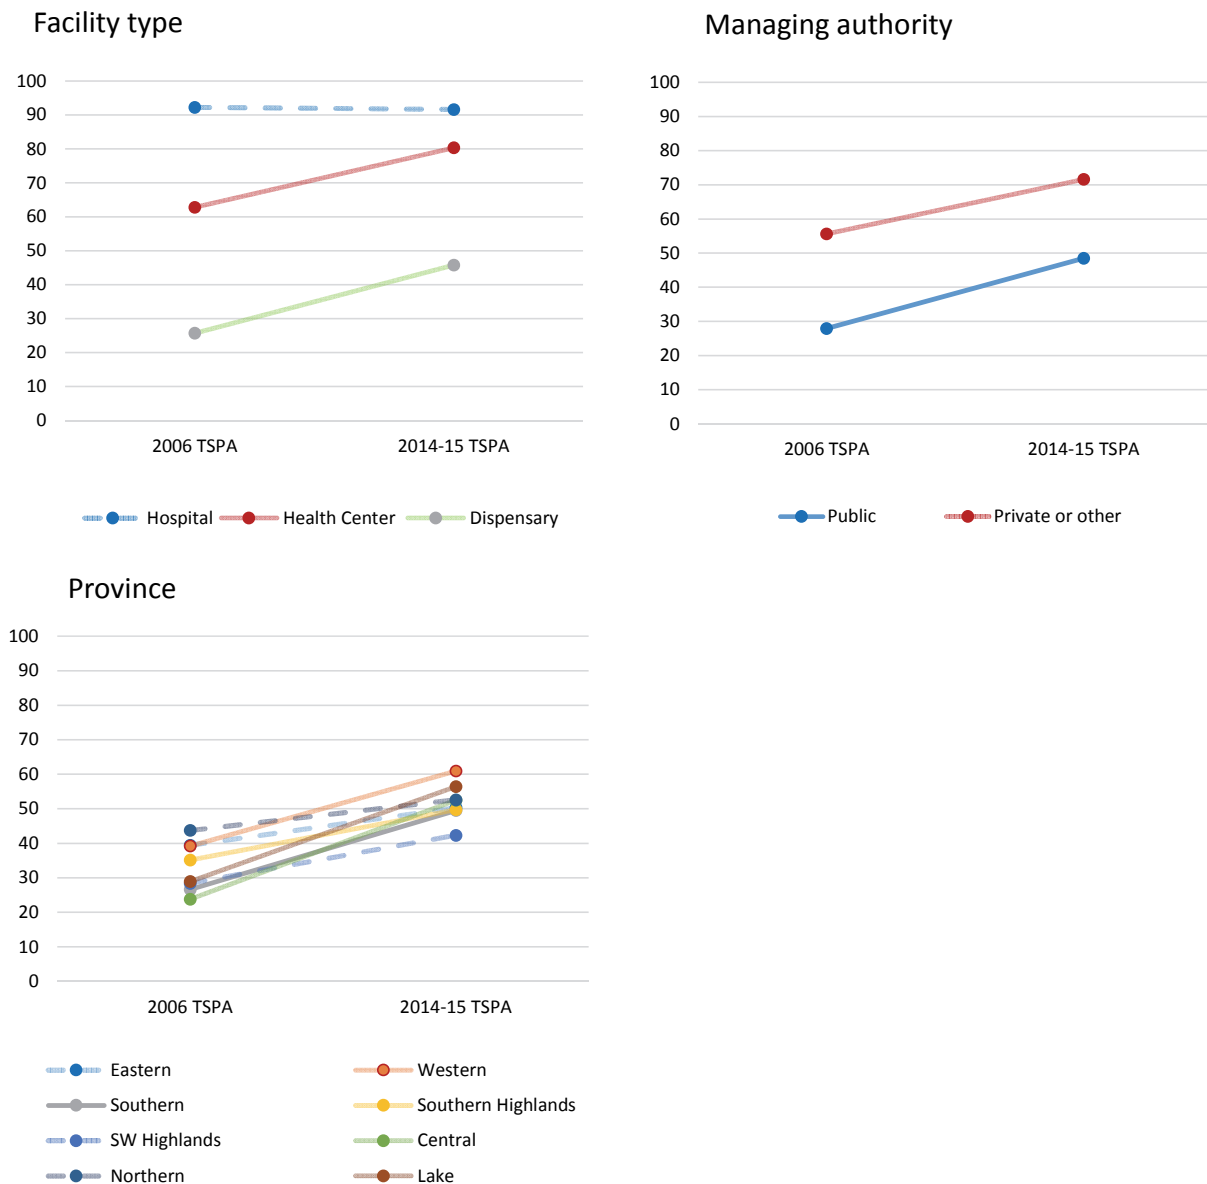 Facility type
100
90
80
70
60
50
40
30
20
10
0
2006 TSPA
2014-15 TSPA
Hospital
Health Center
Dispensary
Managing authority
100
90
80
70
60
50
40
30
20
10
0
2006 TSPA
2014-15 TSPA
Public
Private or other
Province
100
90
80
70
60
50
40
30
20
10
0
2006 TSPA
2014-15 TSPA
Eastern
Western
Southern
Southern Highlands
SW Highlands
Central
Northern
Lake